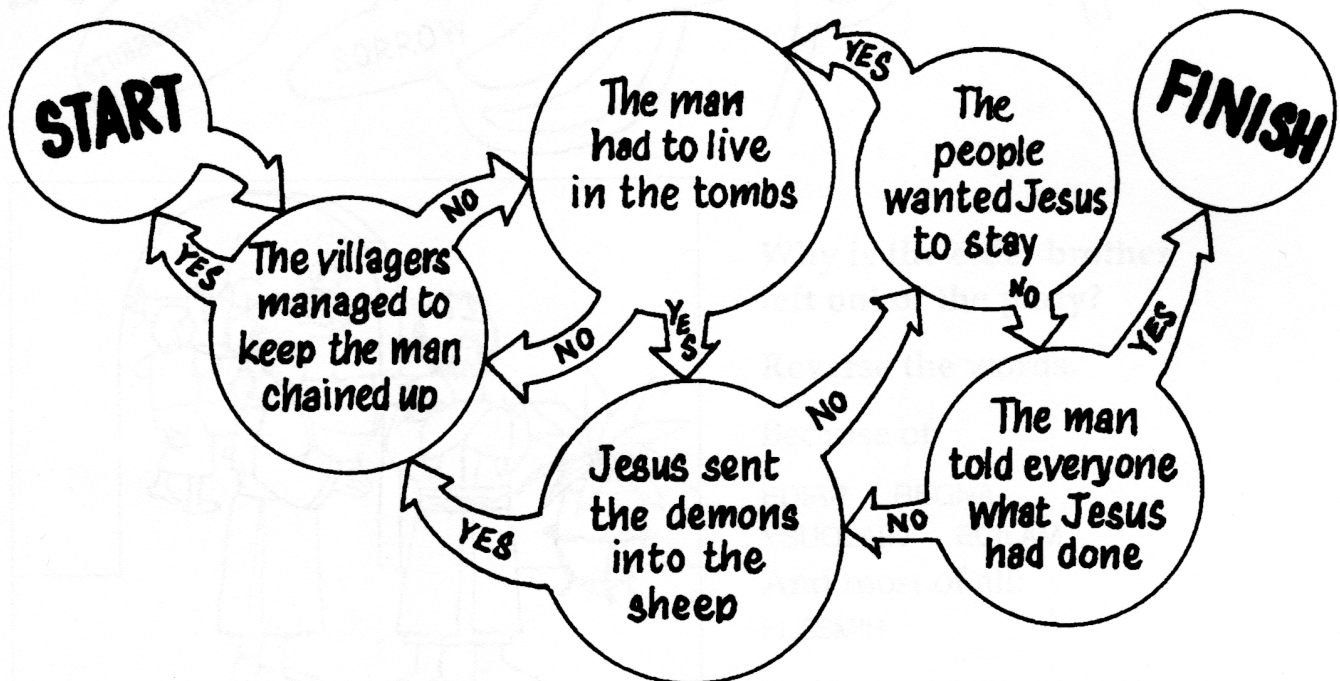 START
YES
The villagers
managed to
keep the man
chained up
NO
The man
had to live
in the tombs
NO
YES
Jesus sent
the demons
into the
sheep
YES
NO
The
people
wanted Jesus
to stay
YES
NO
The man
told everyone
what Jesus
had done
NO
YES
FINISH